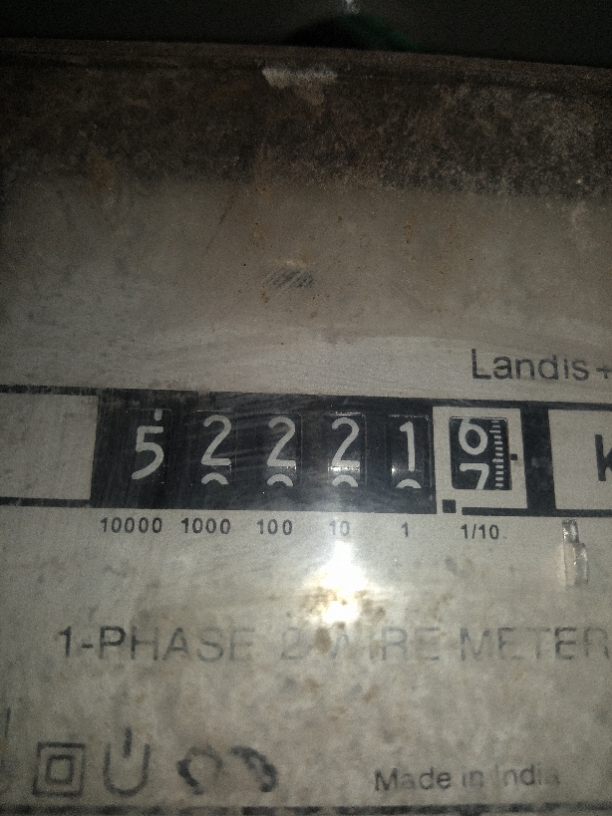 Landis+
5 2 2 2 1 6
7
K
10000 1000 100 10 1 1/10
1-PHASE 2-WIRE METER
Made in India